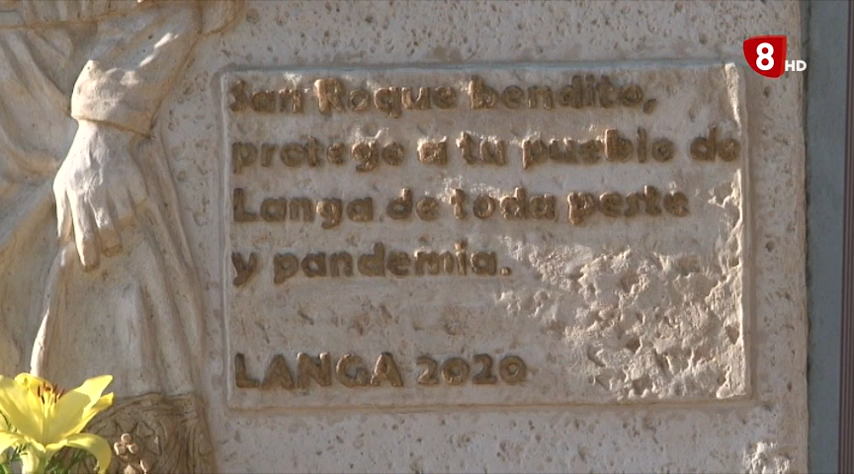 San Roque bendito,
protege a tu pueblo de
Langa de toda peste
y pandemia.
LANGA 2020
8 HD